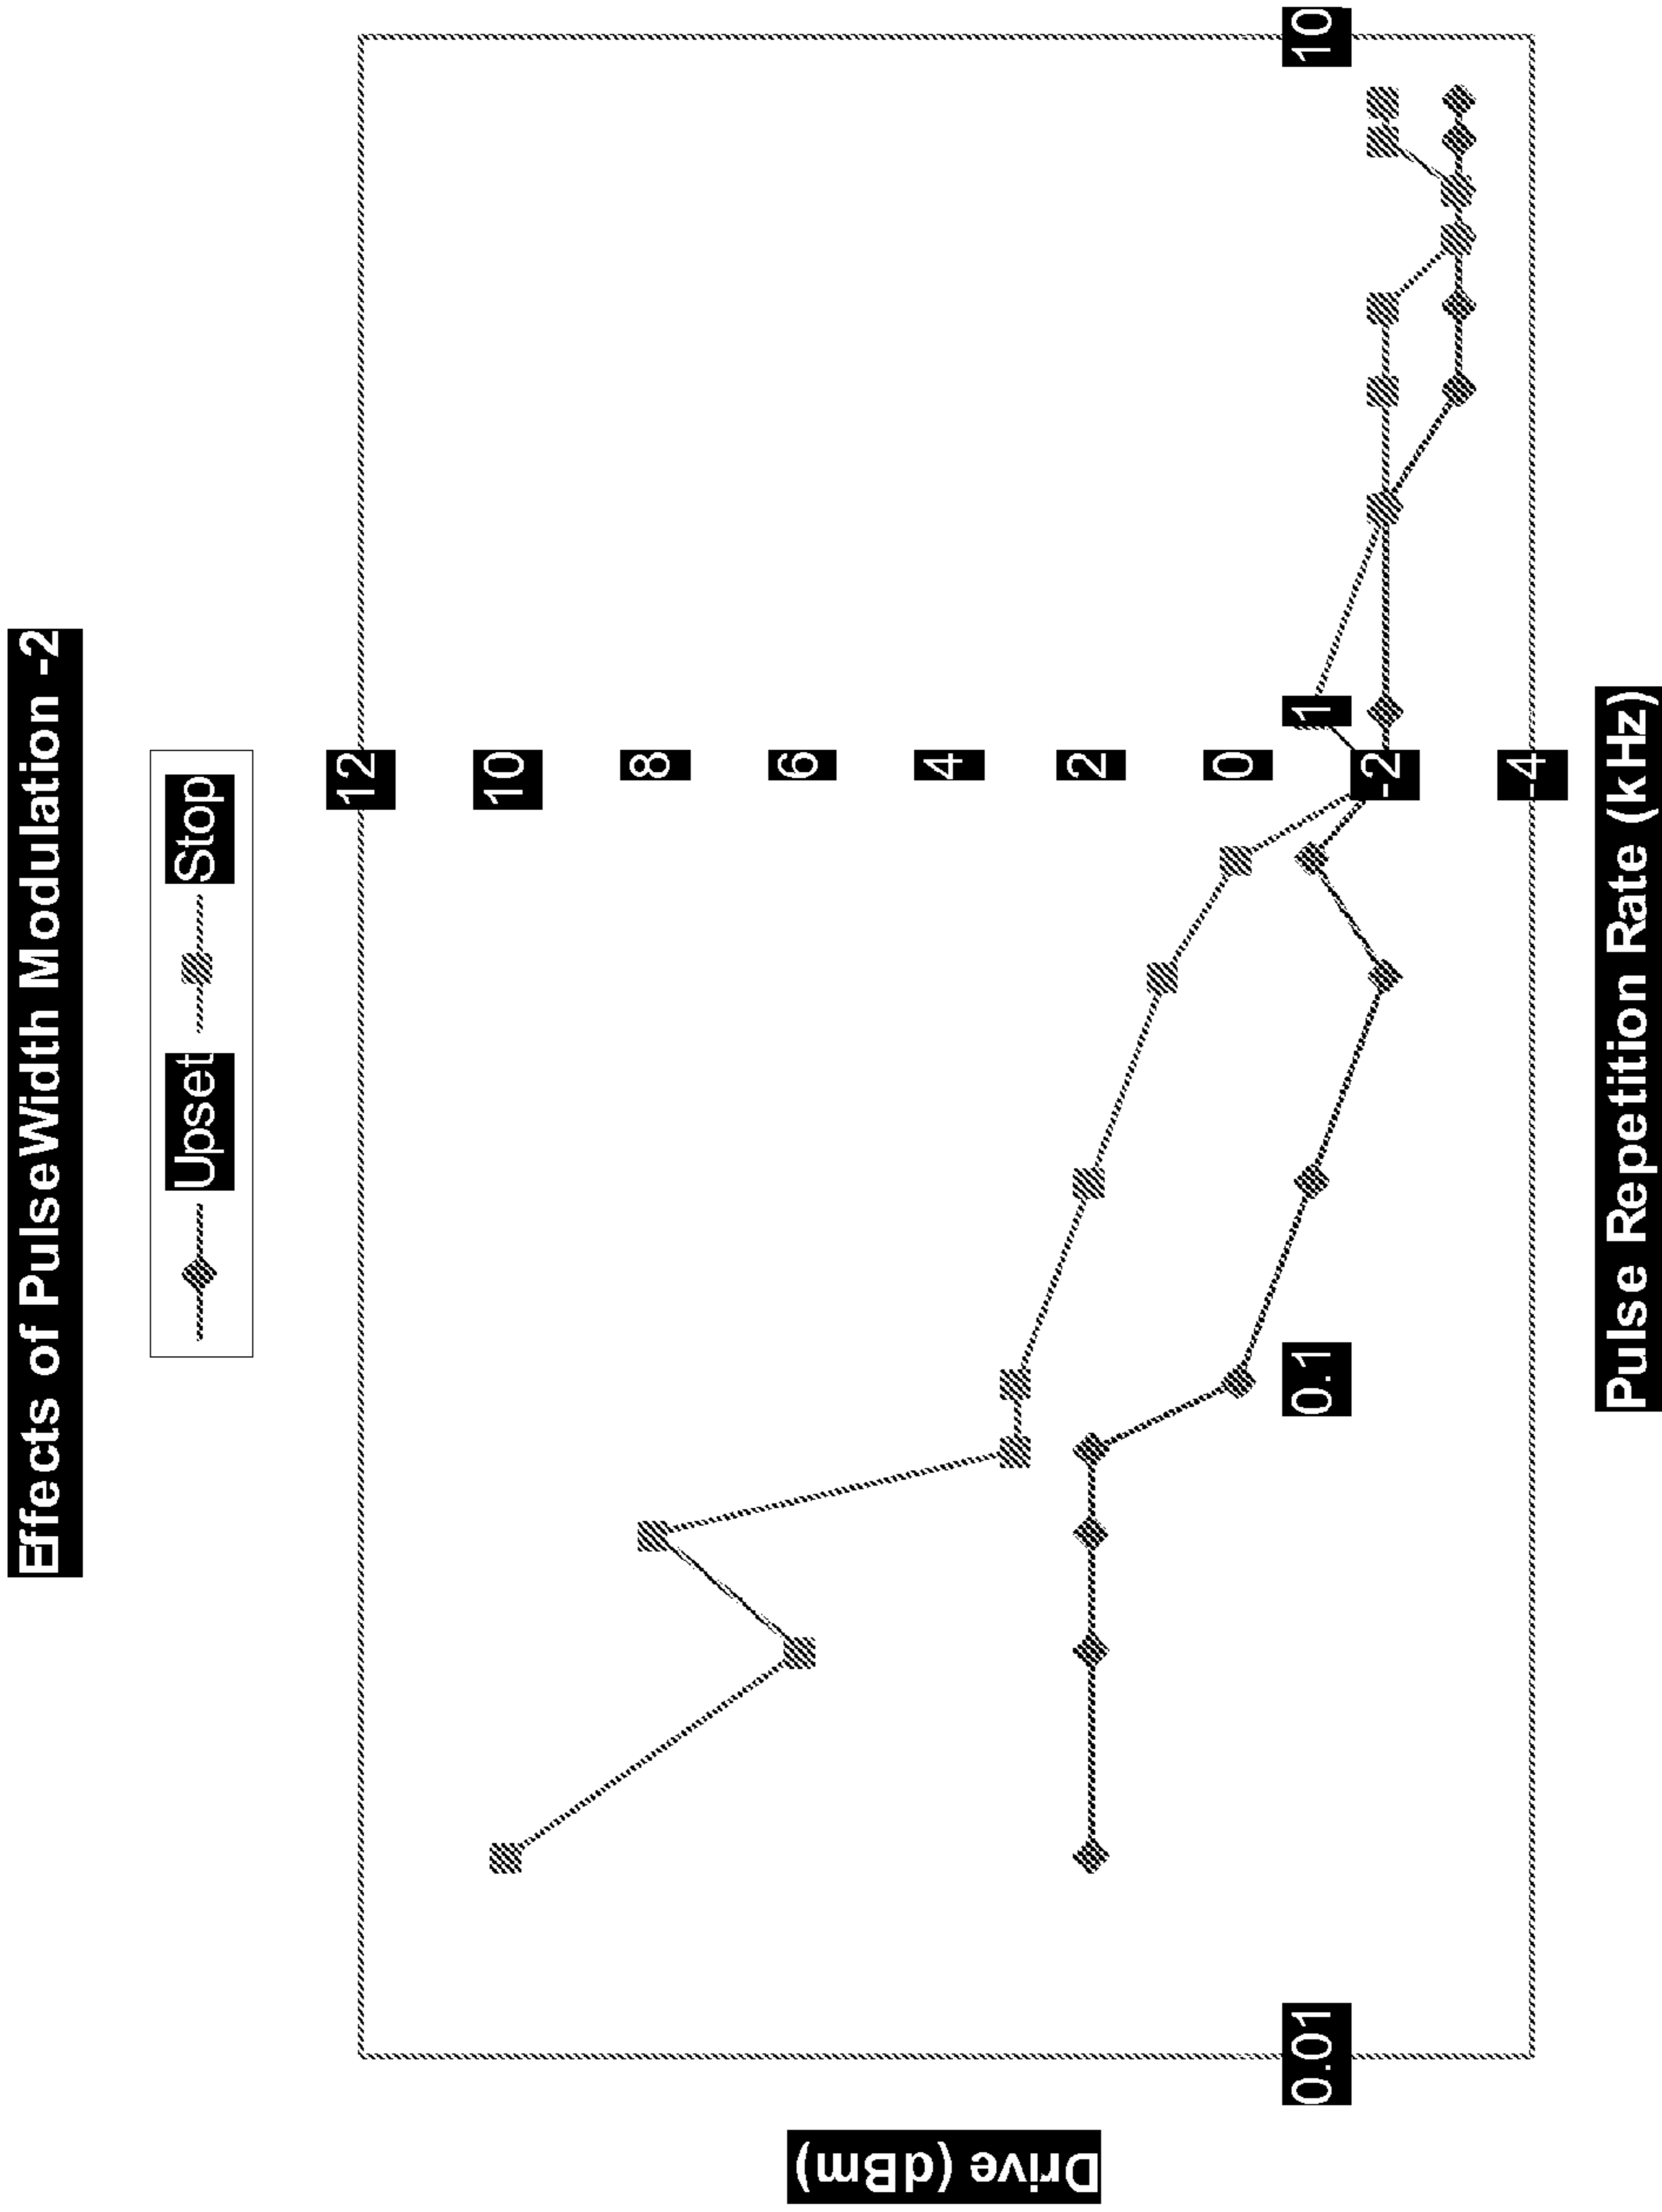 Effects of PulseWidth Modulation -2
Upset Stop
12
10
8
6
4
2
0
-2
-4
0.01 0.1 1 10
Drive (dBm)
Pulse Repetition Rate (kHz)